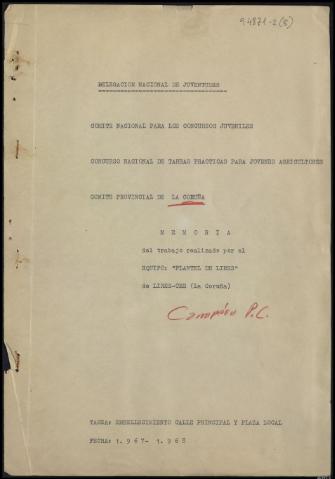 94871-2(8)
DELEGACION NACIONAL DE JUVENTUDES
COMITE NACIONAL PARA LOS CONCURSOS JUVENILES
CONCURSO NACIONAL DE TAREAS PRACTICAS PARA JOVENES AGRICULTORES
COMITE PROVINCIAL DE LA CORUÑA
M E M O R I A
del trabajo realizado por el
EQUIPO: "PLANTEL DE LIRES"
de LIRES-CEE (La Coruña)
Campeón P.C.
TAREA: EMBELLECIMIENTO CALLE PRINCIPAL Y PLAZA LOCAL
FECHA: 1.967- 1.968